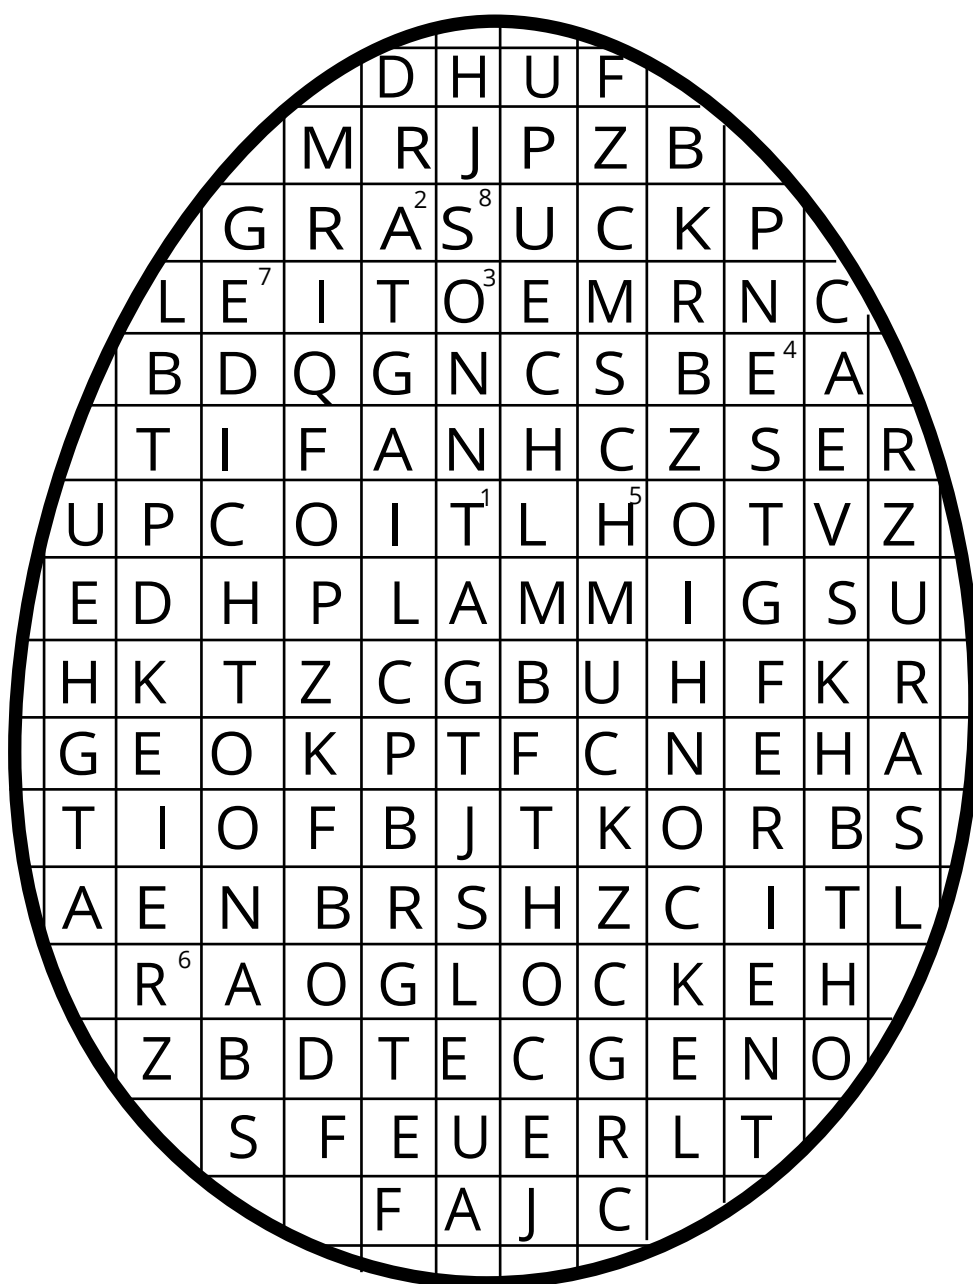 D H U F
M R J P Z B
G R A² S⁸ U C K P
L E⁷ I T O³ E M R N C
B D Q G N C S B E⁴ A
T I F A N H C Z S E R
U P C O I T¹ L H⁵ O T V Z
E D H P L A M M I G S U
H K T Z C G B U H F K R
G E O K P T F C N E H A
T I O F B J T K O R B S
A E N B R S H Z C I T L
R⁶ A O G L O C K E H
Z B D T E C G E N O
S F E U E R L T
F A J C